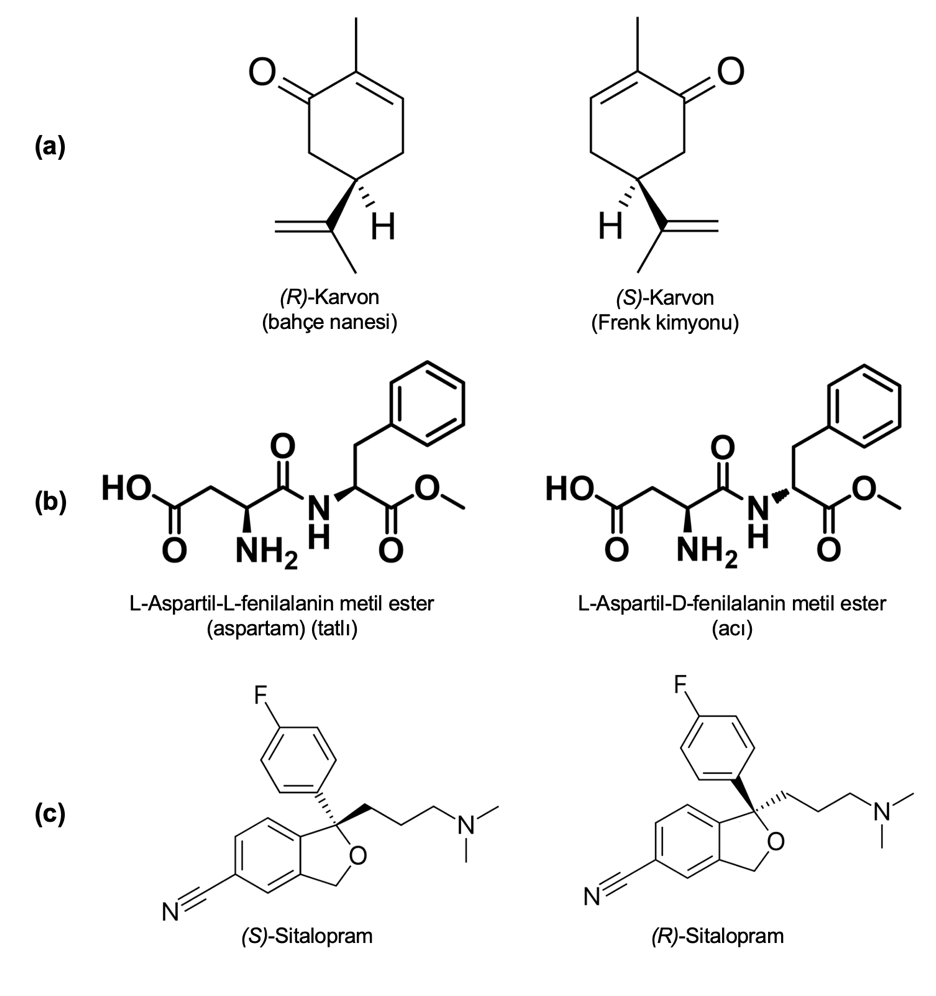 (a)
O
H
(R)-Karvon
(bahçe nanesi)
O
H
(S)-Karvon
(Frenk kimyonu)
(b)
HO
O
NH2
O
N
H
O
O
L-Aspartil-L-fenilalanin metil ester
(aspartam) (tatlı)
HO
O
NH2
O
N
H
O
O
L-Aspartil-D-fenilalanin metil ester
(acı)
(c)
F
O
N
N
(S)-Sitalopram
F
O
N
N
(R)-Sitalopram